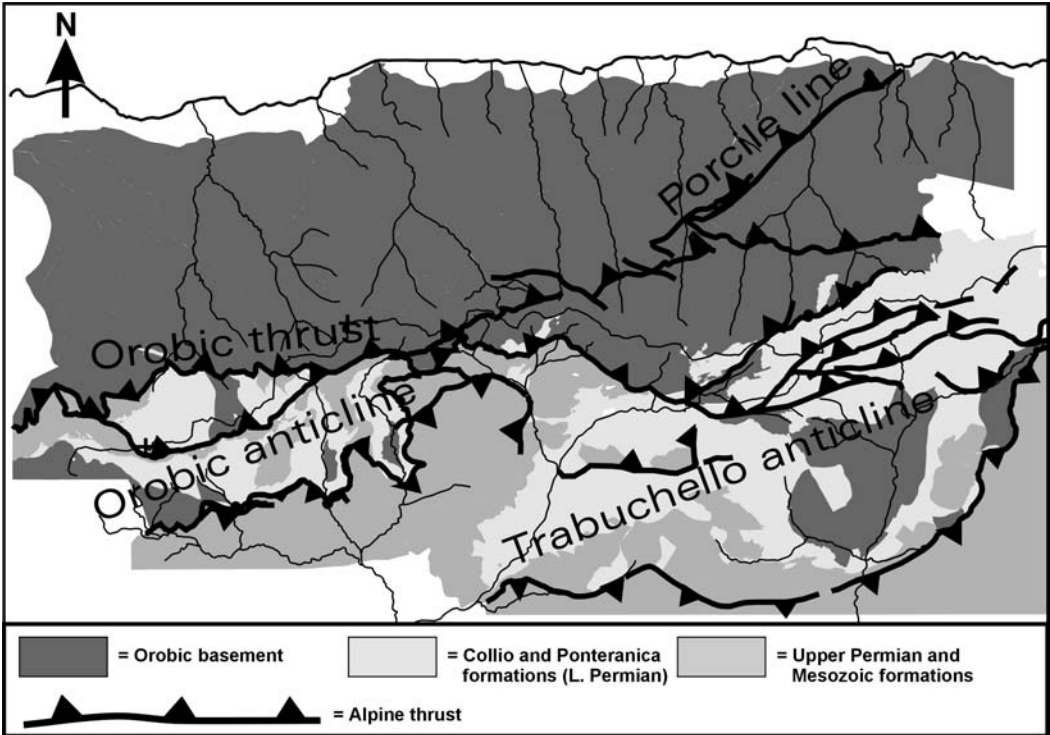 N
Porcile line
Orobic thrust
Orobic anticline
Trabuchello anticline
= Orobic basement
= Collio and Ponteranica
formations (L. Permian)
= Upper Permian and
Mesozoic formations
= Alpine thrust